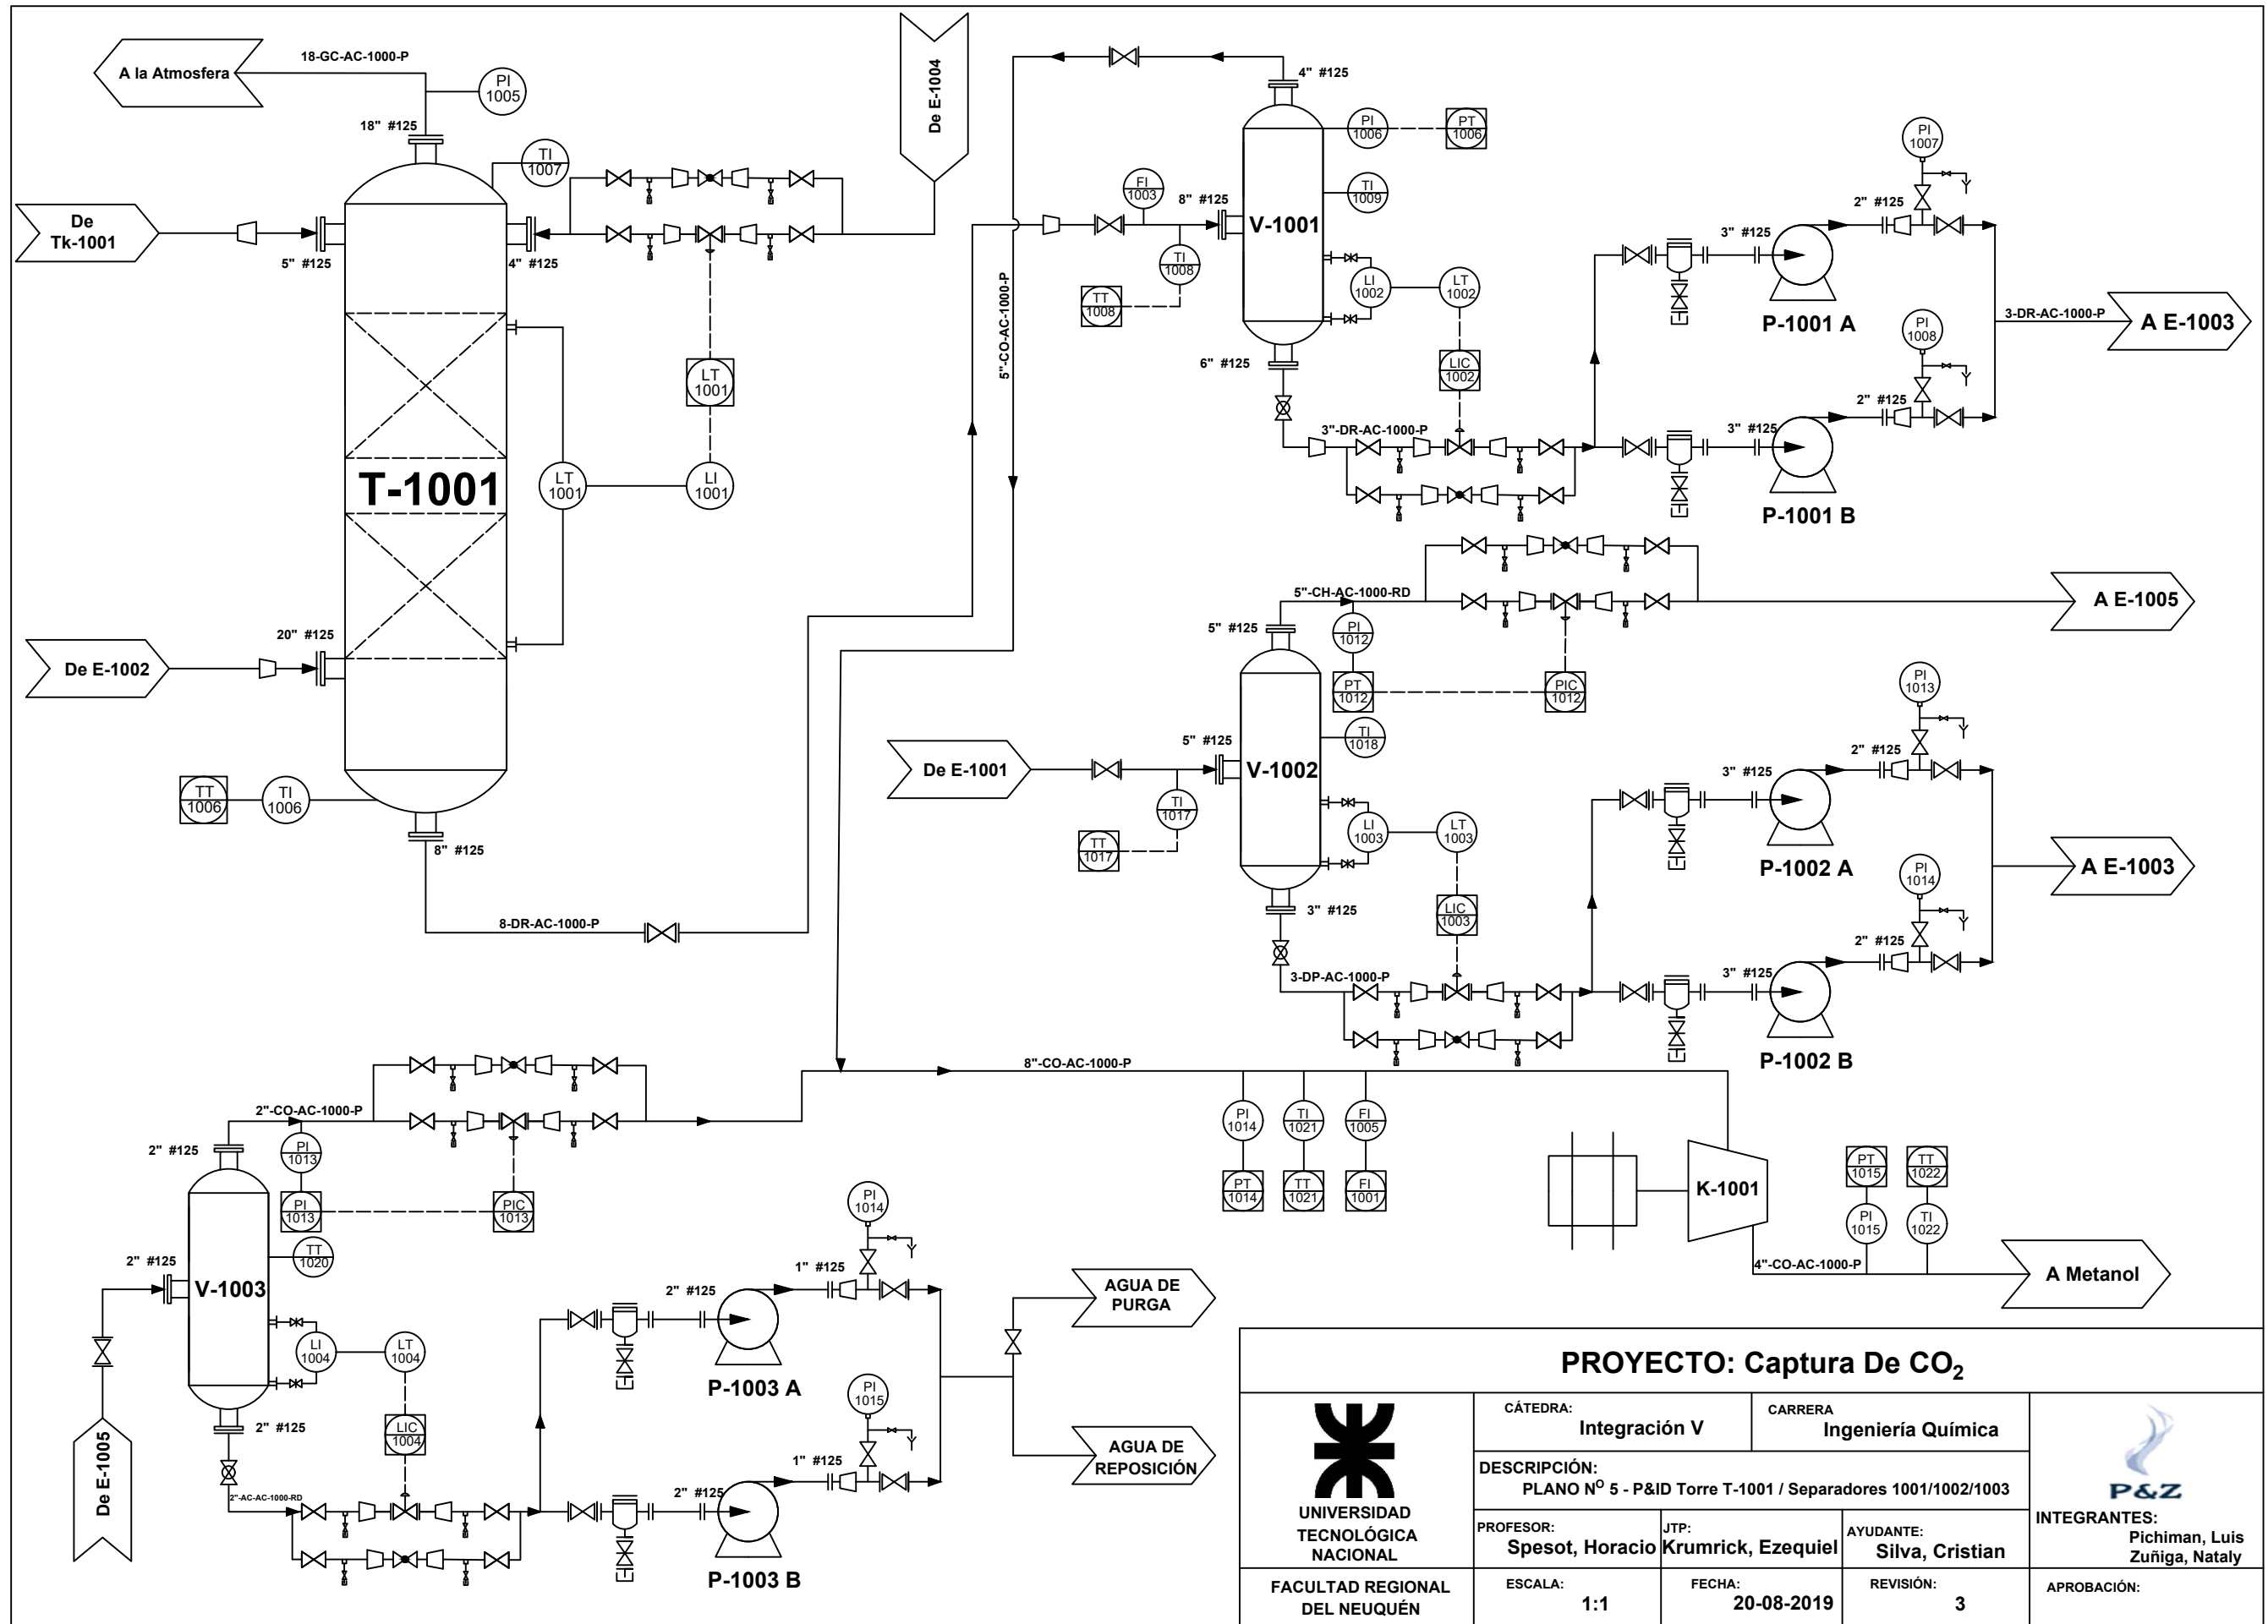 A la Atmosfera
18-GC-AC-1000-P
PI
1005
18" #125
TI
1007
De E-1004
De
Tk-1001
5" #125
4" #125
LT
1001
T-1001
LT
1001
LI
1001
20" #125
De E-1002
TT
1006
TI
1006
8" #125
8-DR-AC-1000-P
5"-CO-AC-1000-P
4" #125
PI
1006
PT
1006
FI
1003
8" #125
V-1001
TI
1009
TI
1008
TT
1008
LI
1002
LT
1002
6" #125
LIC
1002
3"-DR-AC-1000-P
PI
1007
2" #125
3" #125
P-1001 A
PI
1008
3-DR-AC-1000-P
A E-1003
2" #125
3" #125
P-1001 B
5"-CH-AC-1000-RD
A E-1005
5" #125
PI
1012
PT
1012
PIC
1012
TI
1018
De E-1001
5" #125
V-1002
TI
1017
TT
1017
LI
1003
LT
1003
3" #125
LIC
1003
3-DP-AC-1000-P
PI
1013
2" #125
3" #125
P-1002 A
PI
1014
A E-1003
2" #125
3" #125
P-1002 B
8"-CO-AC-1000-P
2"-CO-AC-1000-P
2" #125
PI
1013
PI
1013
PIC
1013
TT
1020
2" #125
V-1003
LI
1004
LT
1004
2" #125
LIC
1004
De E-1005
2"-AC-AC-1000-RD
PI
1014
1" #125
2" #125
P-1003 A
PI
1015
1" #125
2" #125
P-1003 B
AGUA DE
PURGA
AGUA DE
REPOSICIÓN
PI
1014
TI
1021
FI
1005
PT
1014
TT
1021
FI
1001
K-1001
PT
1015
TT
1022
PI
1015
TI
1022
4"-CO-AC-1000-P
A Metanol
PROYECTO: Captura De CO₂
UNIVERSIDAD
TECNOLÓGICA
NACIONAL
FACULTAD REGIONAL
DEL NEUQUÉN
CÁTEDRA:
Integración V
CARRERA
Ingeniería Química
DESCRIPCIÓN:
PLANO Nº 5 - P&ID Torre T-1001 / Separadores 1001/1002/1003
PROFESOR:
Spesot, Horacio
JTP:
Krumrick, Ezequiel
AYUDANTE:
Silva, Cristian
ESCALA:
1:1
FECHA:
20-08-2019
REVISIÓN:
3
P&Z
INTEGRANTES:
Pichiman, Luis
Zuñiga, Nataly
APROBACIÓN: